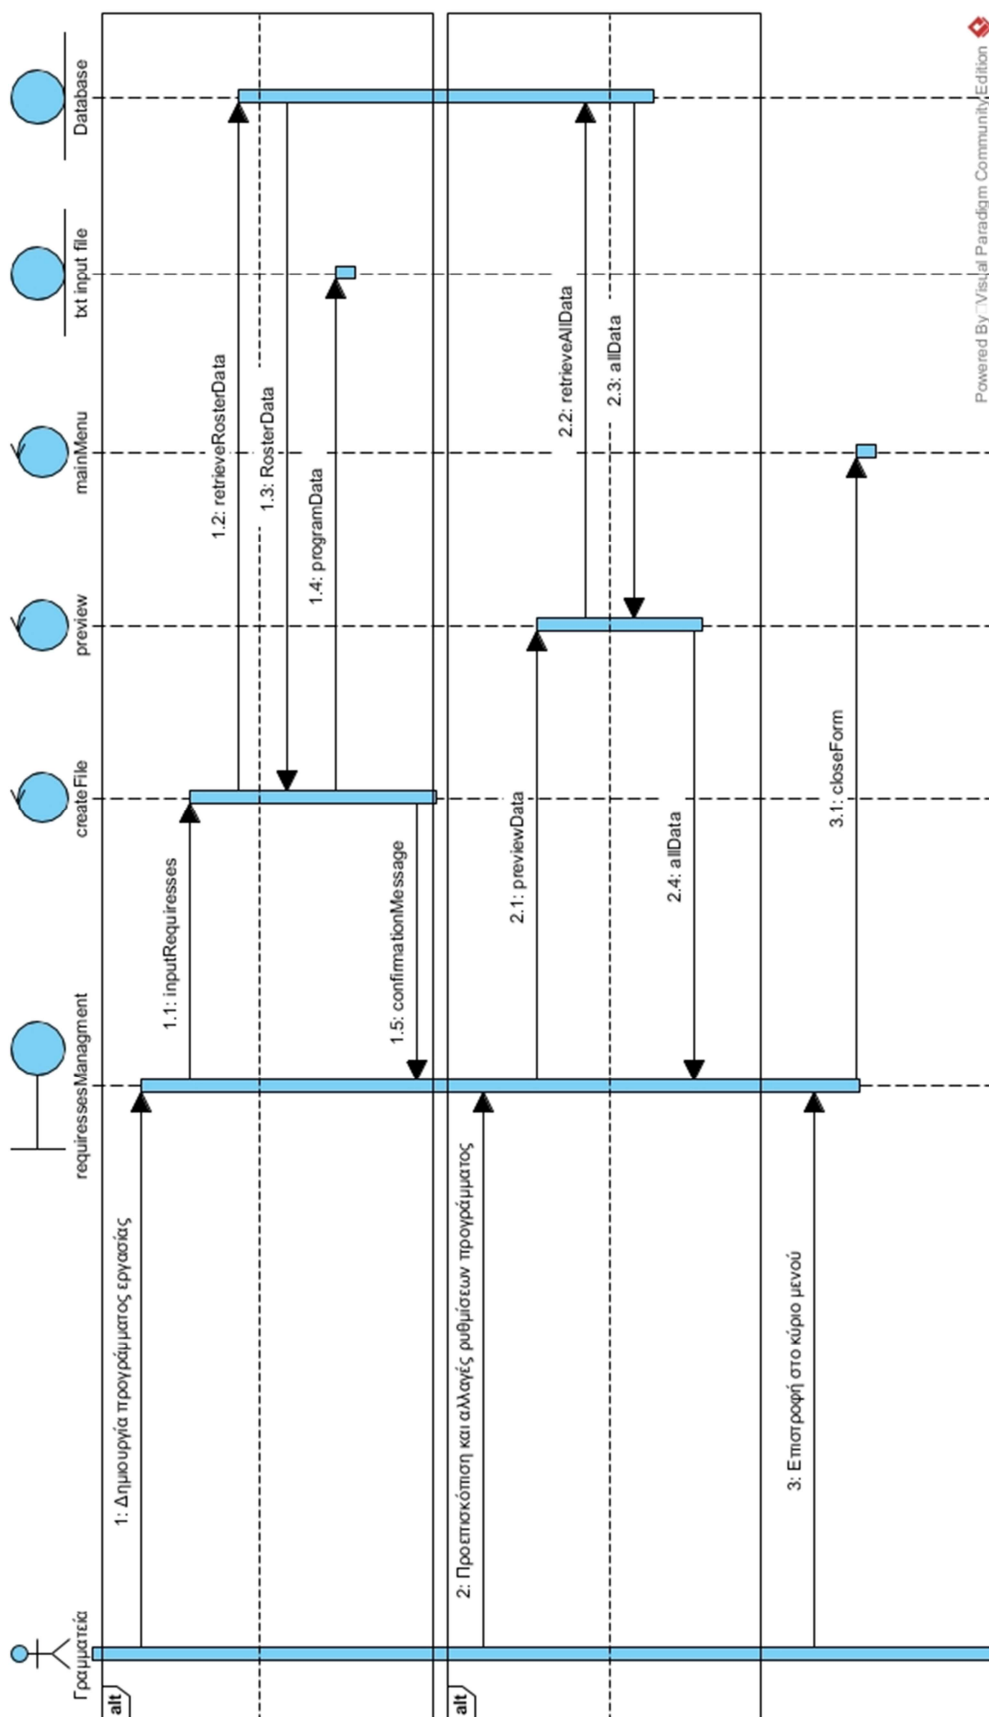 Γραμματεία
requiressesManagment
createFile
preview
mainMenu
txt input file
Database
alt
1: Δημιουργία προγράμματος εργασίας
1.1: inputRequiresses
1.2: retrieveRosterData
1.3: RosterData
1.4: programData
1.5: confirmationMessage
alt
2: Προεπισκόπιση και αλλαγές ρυθμίσεων προγράμματος
2.1: previewData
2.2: retrieveAllData
2.3: allData
2.4: allData
3: Επιστροφή στο κύριο μενού
3.1: closeForm
Powered By Visual Paradigm Community Edition